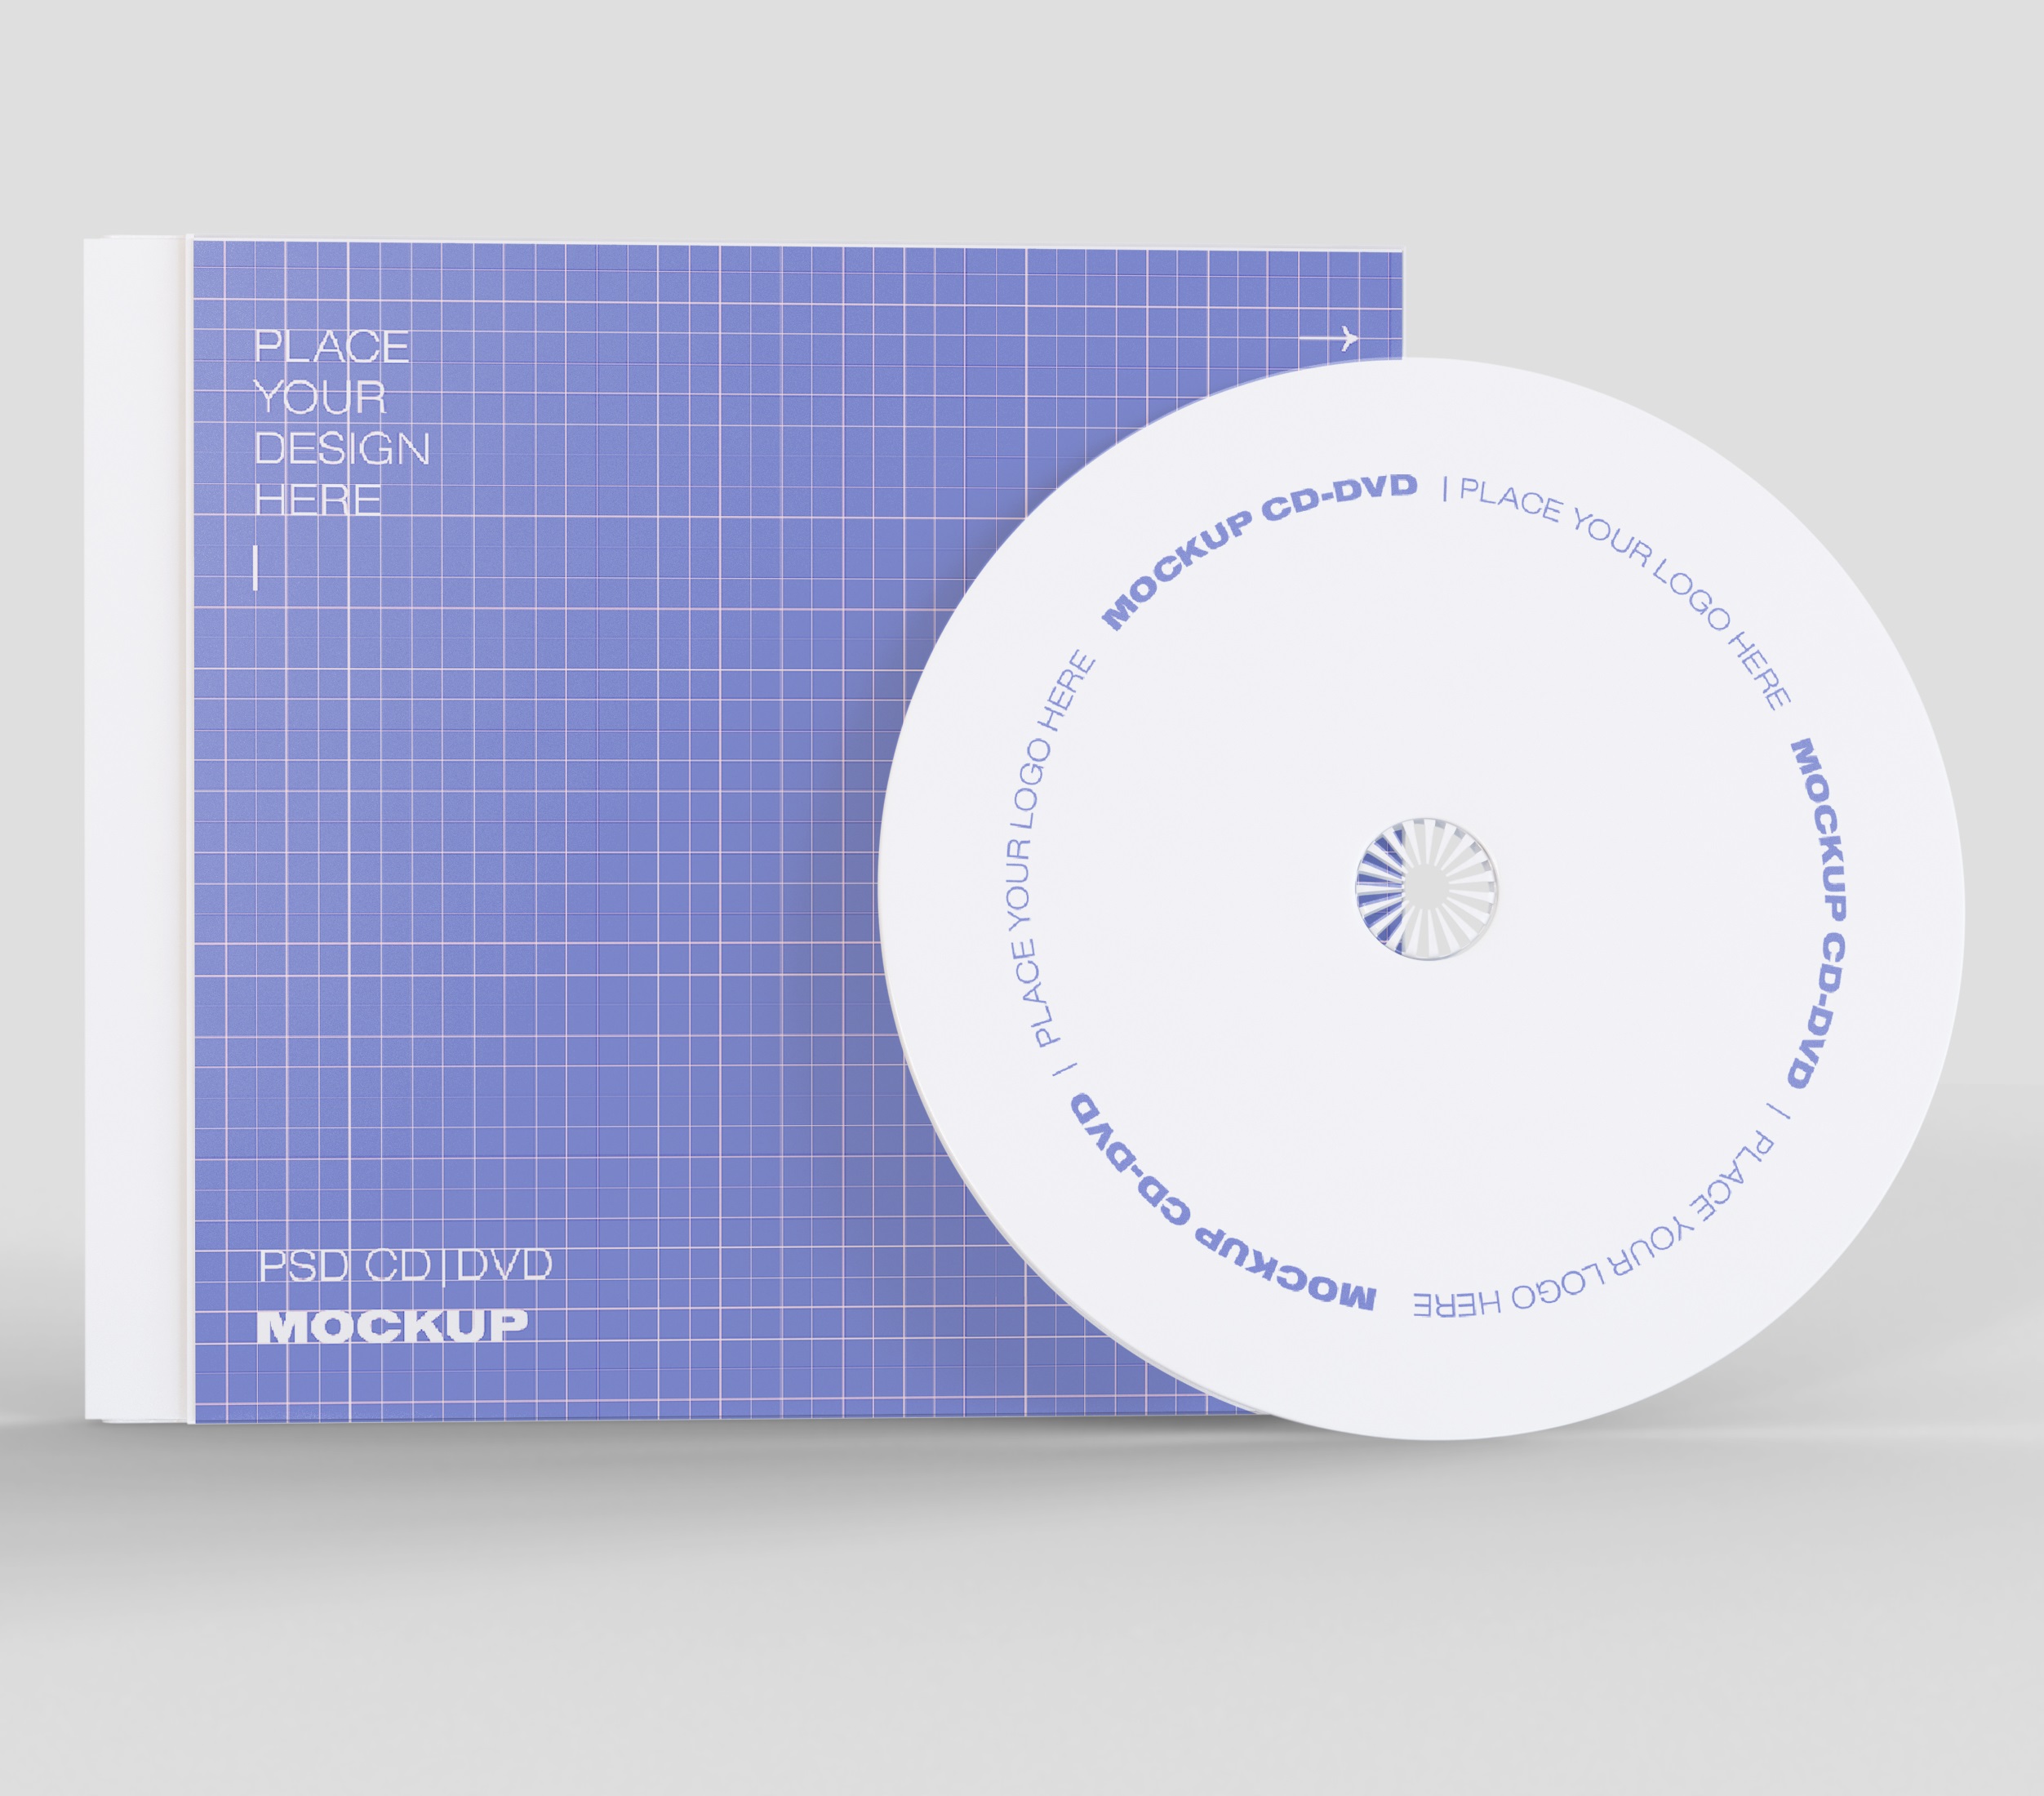 PLACE
YOUR
DESIGN
HERE
|
PSD CD|DVD
MOCKUP
MOCKUP CD-DVD | PLACE YOUR LOGO HERE
MOCKUP CD-DVD | PLACE YOUR LOGO HERE
MOCKUP CD-DVD | PLACE YOUR LOGO HERE